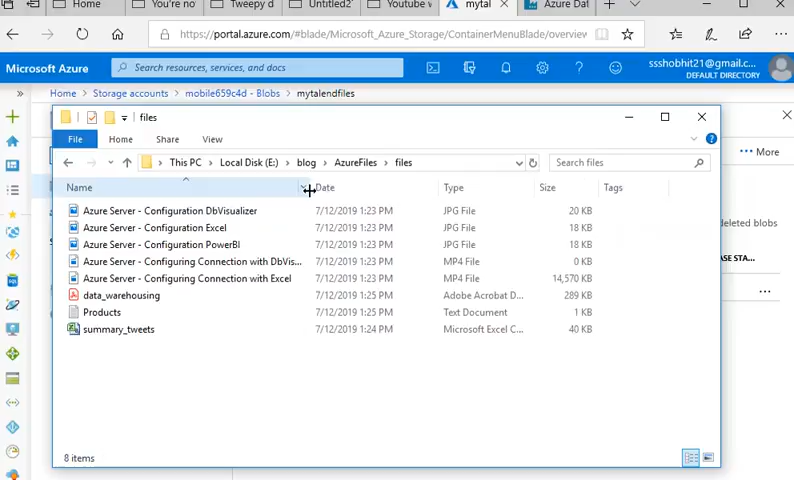 Home
You're no
Tweepy d
Untitled2
Youtube w
mytal
Azure Dat
https://portal.azure.com/#blade/Microsoft_Azure_Storage/ContainerMenuBlade/overview
Microsoft Azure
Search resources, services, and docs
ssshobhit21@gmail.c...
DEFAULT DIRECTORY
Home > Storage accounts > mobile659c4d - Blobs > mytalendfiles
files
File Home Share View
This PC > Local Disk (E:) > blog > AzureFiles > files
Search files
Name Date Type Size Tags
Azure Server - Configuration DbVisualizer 7/12/2019 1:23 PM JPG File 20 KB
Azure Server - Configuration Excel 7/12/2019 1:23 PM JPG File 18 KB
Azure Server - Configuration PowerBI 7/12/2019 1:23 PM JPG File 18 KB
Azure Server - Configuring Connection with DbVis... 7/12/2019 1:23 PM MP4 File 0 KB
Azure Server - Configuring Connection with Excel 7/12/2019 1:23 PM MP4 File 14,570 KB
data_warehousing 7/12/2019 1:25 PM Adobe Acrobat D... 289 KB
Products 7/12/2019 1:25 PM Text Document 1 KB
summary_tweets 7/12/2019 1:24 PM Microsoft Excel C... 40 KB
8 items
More
deleted blobs
ASE STA...